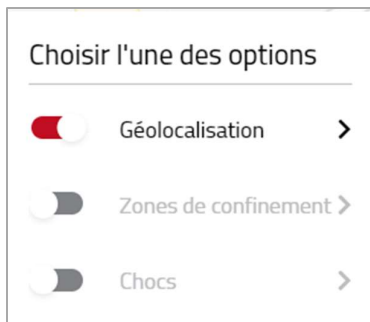 Choisir l'une des options
Géolocalisation
Zones de confinement
Chocs